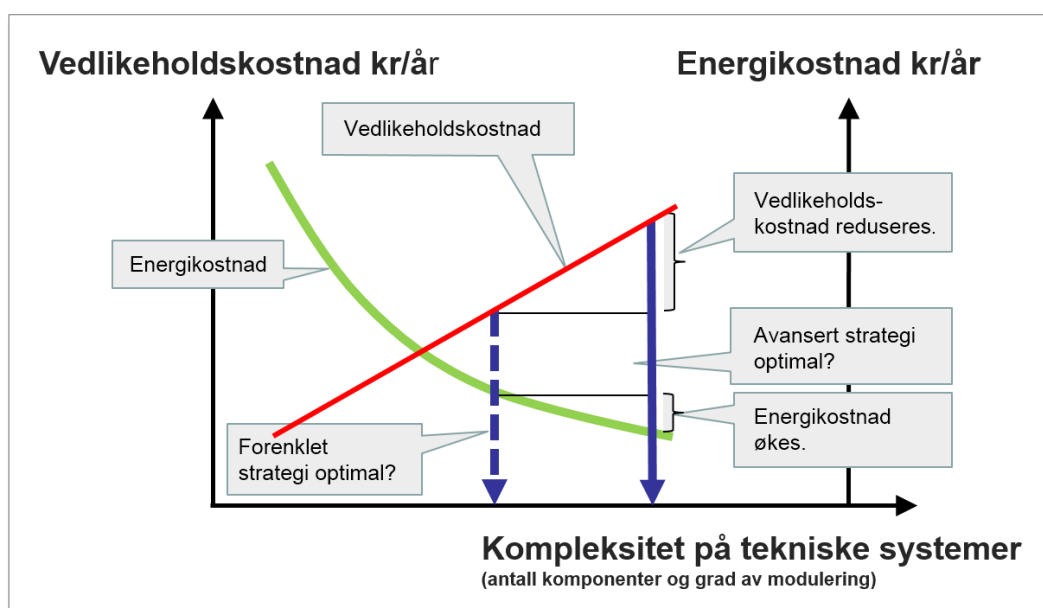 Vedlikeholdskostnad kr/år
Energikostnad kr/år
Vedlikeholdskostnad
Energikostnad
Vedlikeholds-
kostnad reduseres.
Avansert strategi
optimal?
Energikostnad
økes.
Forenklet
strategi optimal?
Kompleksitet på tekniske systemer
(antall komponenter og grad av modulering)